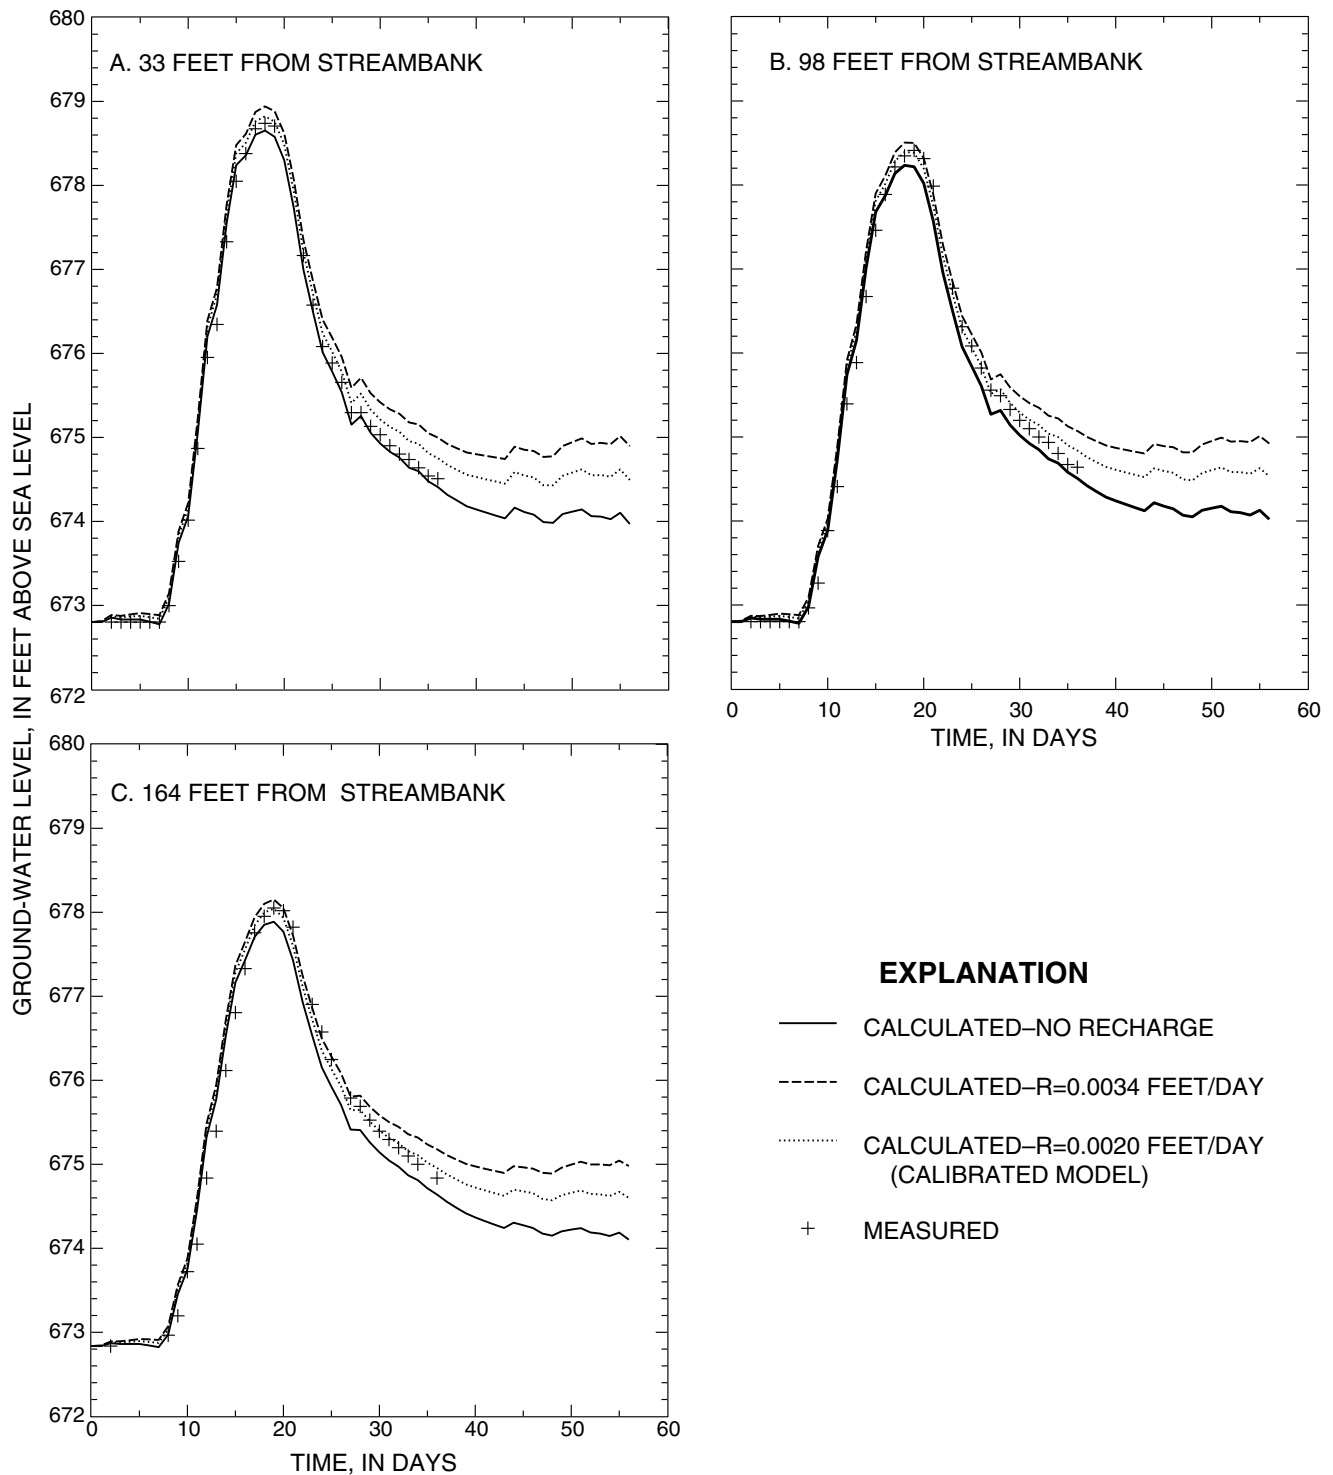 GROUND-WATER LEVEL, IN FEET ABOVE SEA LEVEL
A. 33 FEET FROM STREAMBANK
680
679
678
677
676
675
674
673
672
B. 98 FEET FROM STREAMBANK
0 10 20 30 40 50 60
TIME, IN DAYS
C. 164 FEET FROM STREAMBANK
680
679
678
677
676
675
674
673
672
0 10 20 30 40 50 60
TIME, IN DAYS
EXPLANATION
CALCULATED–NO RECHARGE
CALCULATED–R=0.0034 FEET/DAY
CALCULATED–R=0.0020 FEET/DAY
(CALIBRATED MODEL)
MEASURED